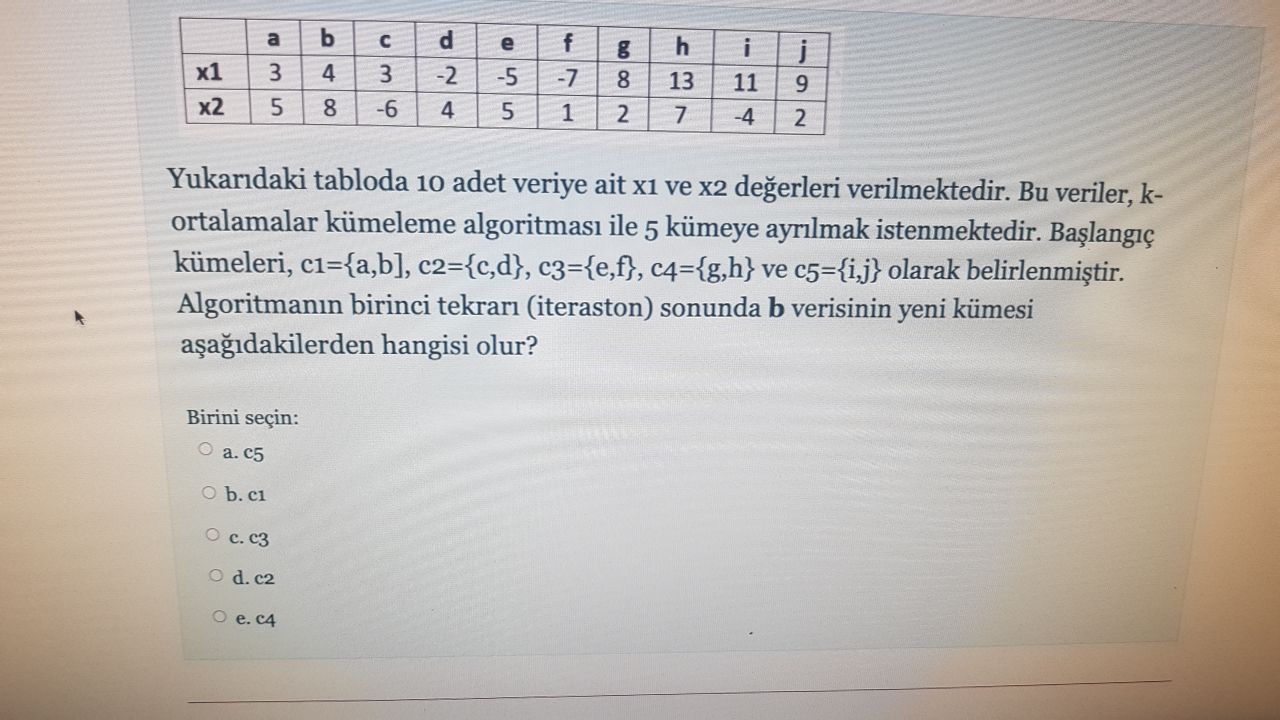 a b c d e f g h i j
x1 3 4 3 -2 -5 -7 8 13 11 9
x2 5 8 -6 4 5 1 2 7 -4 2
Yukarıdaki tabloda 10 adet veriye ait x1 ve x2 değerleri verilmektedir. Bu veriler, k-
ortalamalar kümeleme algoritması ile 5 kümeye ayrılmak istenmektedir. Başlangıç
kümeleri, c1={a,b], c2={c,d}, c3={e,f}, c4={g,h} ve c5={i,j} olarak belirlenmiştir.
Algoritmanın birinci tekrarı (iteraston) sonunda b verisinin yeni kümesi
aşağıdakilerden hangisi olur?
Birini seçin:
a. c5
b. c1
c. c3
d. c2
e. c4